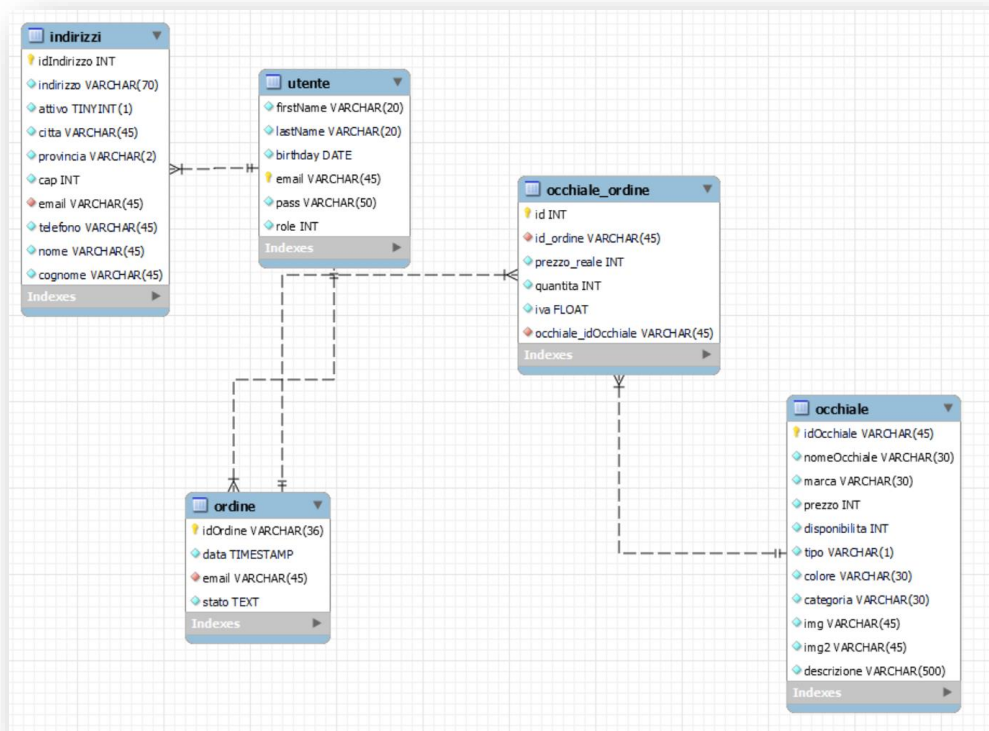 indirizzi
idIndirizzo INT
indirizzo VARCHAR(70)
attivo TINYINT(1)
citta VARCHAR(45)
provincia VARCHAR(2)
cap INT
email VARCHAR(45)
telefono VARCHAR(45)
nome VARCHAR(45)
cognome VARCHAR(45)
Indexes
utente
firstName VARCHAR(20)
lastName VARCHAR(20)
birthday DATE
email VARCHAR(45)
pass VARCHAR(50)
role INT
Indexes
occhiale_ordine
id INT
id_ordine VARCHAR(45)
prezzo_reale INT
quantita INT
iva FLOAT
occhiale_idOcchiale VARCHAR(45)
Indexes
occhiale
idOcchiale VARCHAR(45)
nomeOcchiale VARCHAR(30)
marca VARCHAR(30)
prezzo INT
disponibilita INT
tipo VARCHAR(1)
colore VARCHAR(30)
categoria VARCHAR(30)
img VARCHAR(45)
img2 VARCHAR(45)
descrizione VARCHAR(500)
Indexes
ordine
idOrdine VARCHAR(36)
data TIMESTAMP
email VARCHAR(45)
stato TEXT
Indexes